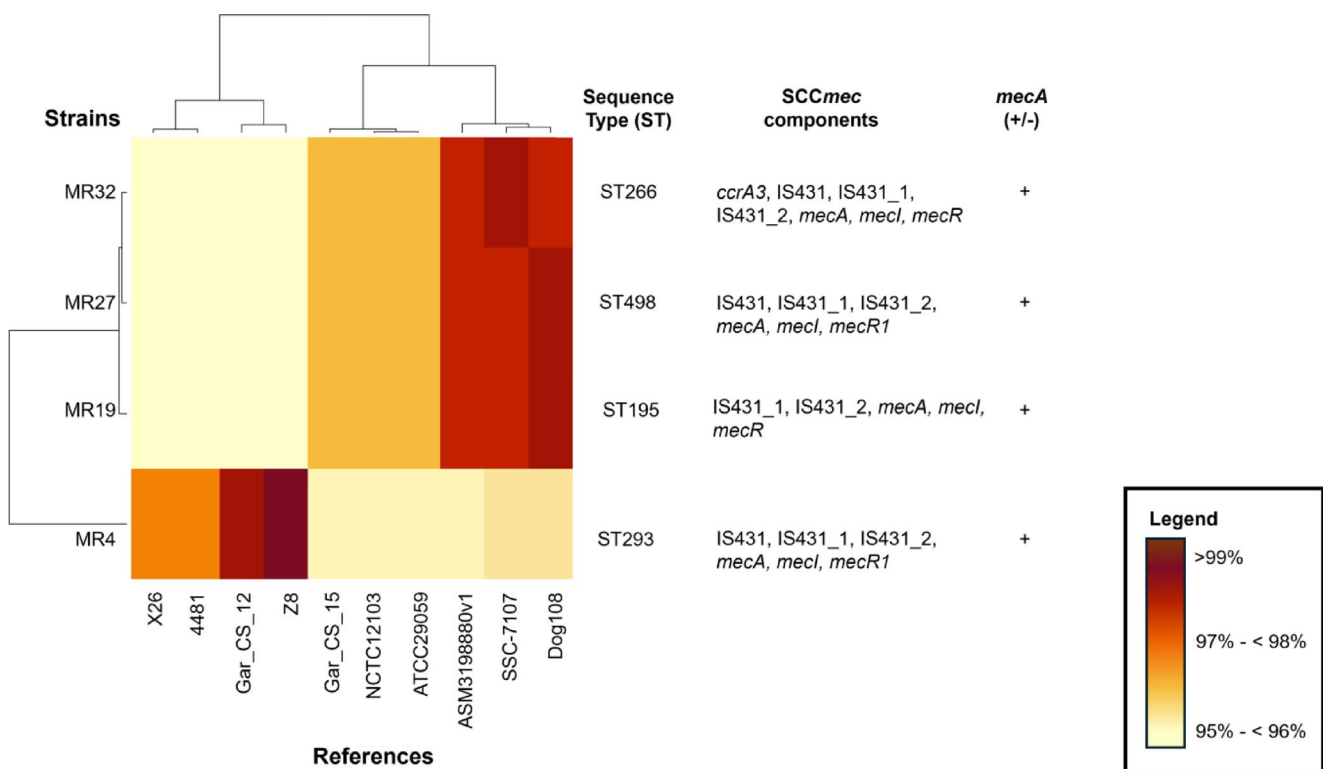 Strains
Sequence
Type (ST)
SCCmec
components
mecA
(+/-)
MR32
ST266
ccrA3, IS431, IS431_1,
IS431_2, mecA, mecI, mecR
+
MR27
ST498
IS431, IS431_1, IS431_2,
mecA, mecI, mecR1
+
MR19
ST195
IS431_1, IS431_2, mecA, mecI,
mecR
+
MR4
ST293
IS431, IS431_1, IS431_2,
mecA, mecI, mecR1
+
X26
4481
Gar_CS_12
Z8
Gar_CS_15
NCTC12103
ATCC29059
ASM3198880v1
SSC-7107
Dog108
References
Legend
>99%
97% - < 98%
95% - < 96%